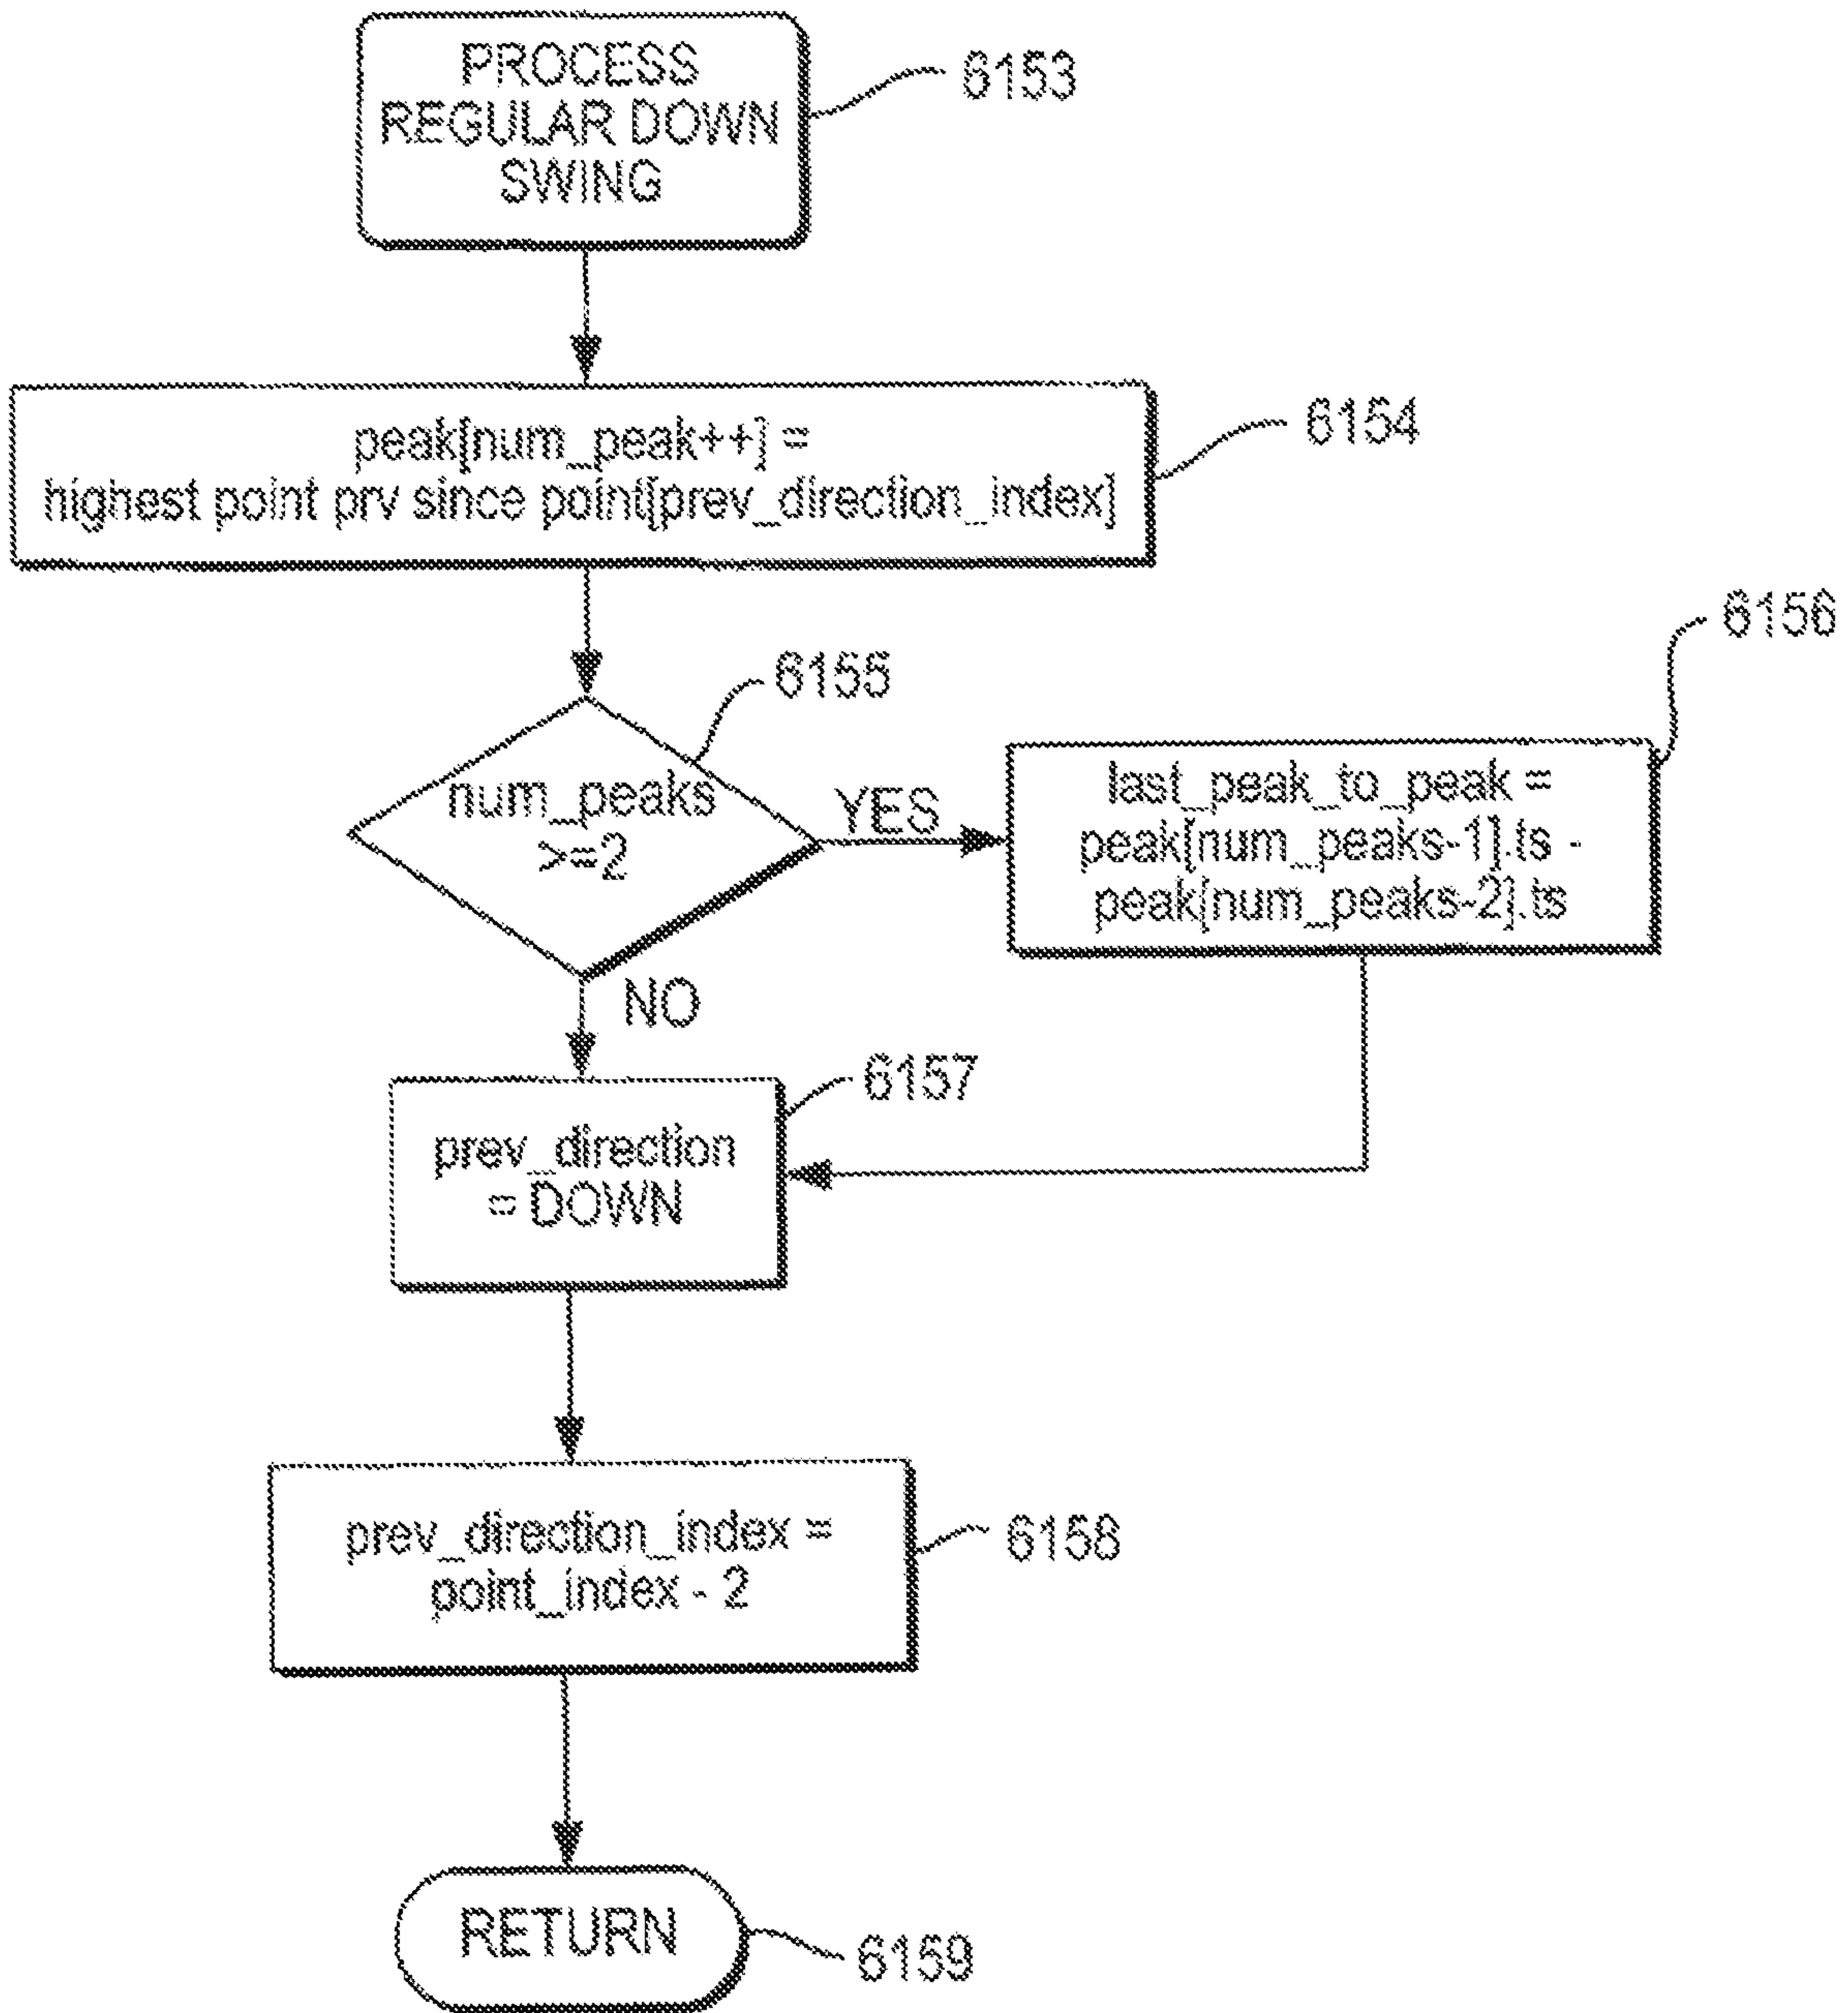 PROCESS
REGULAR DOWN
SWING
6153
peak[num_peak++] =
highest point prv since point[prev_direction_index]
6154
num_peaks
>=2
6155
YES
last_peak_to_peak =
peak[num_peaks-1].ts -
peak[num_peaks-2].ts
6156
NO
prev_direction
= DOWN
6157
prev_direction_index =
point_index - 2
6158
RETURN
6159